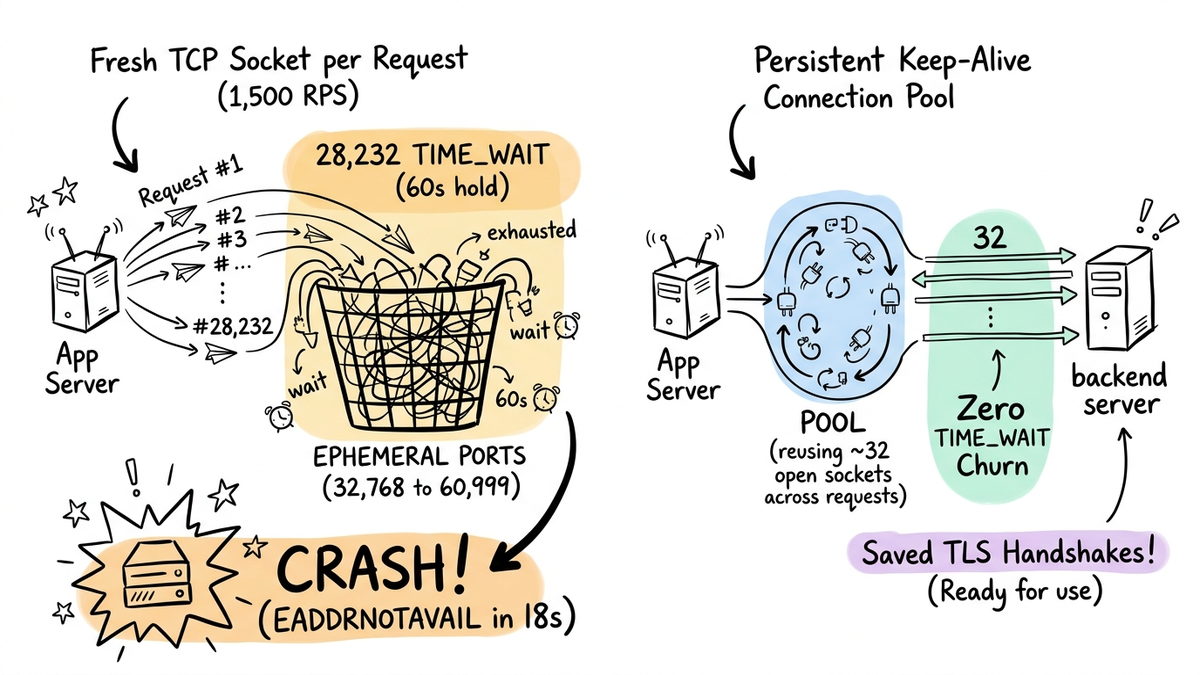 Fresh TCP Socket per Request
(1,500 RPS)
28,232 TIME_WAIT
(60s hold)
Request #1
#2
#3
# ...
#28,232
App
Server
exhausted
wait
wait
60s
EPHEMERAL PORTS
(32,768 to 60,999)
CRASH!
(EADDRNOTAVAIL in 18s)
Persistent Keep-Alive
Connection Pool
App
Server
POOL
(reusing ~32
open sockets
across requests)
32
Zero
TIME_WAIT
Churn
backend
server
Saved TLS Handshakes!
(Ready for use)